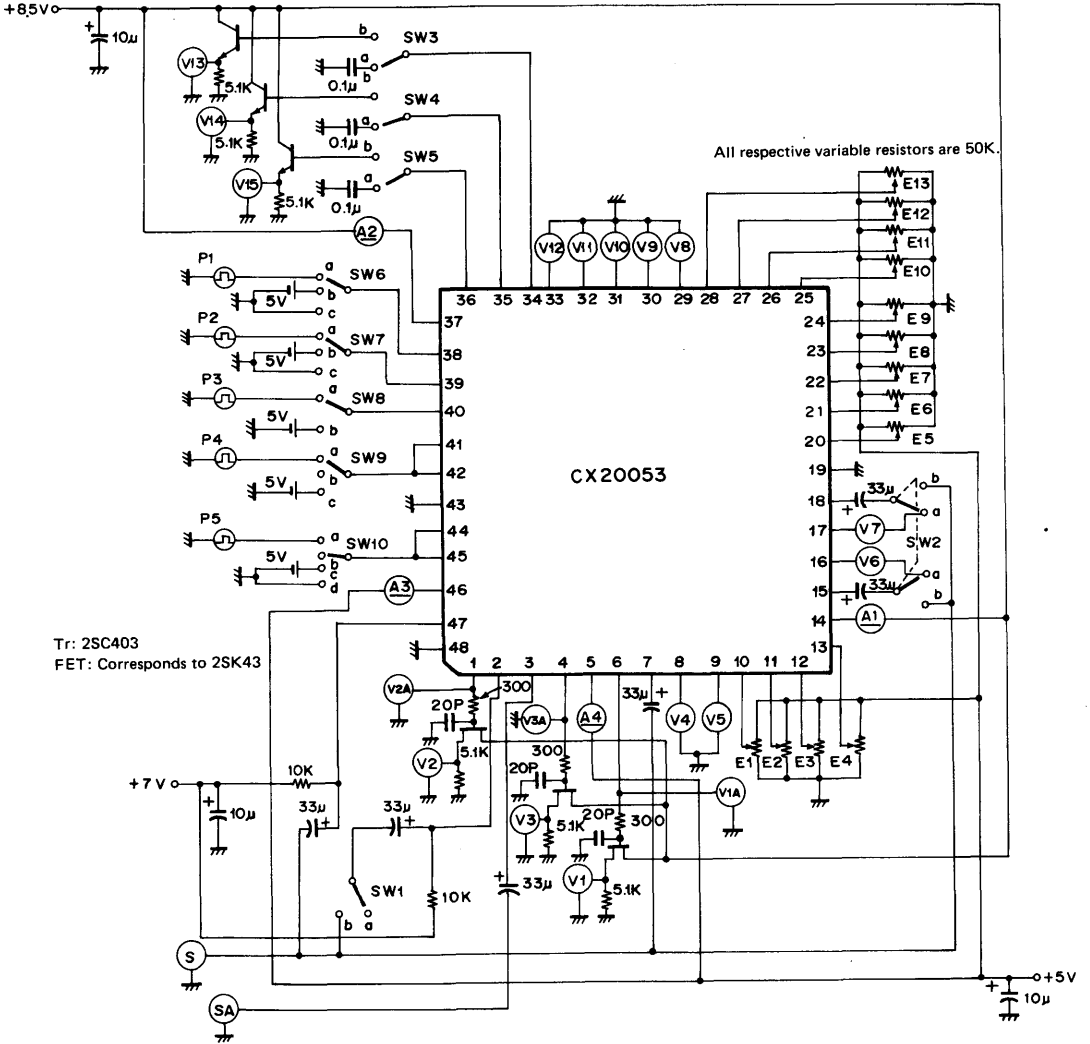 +8.5V
10µ
b
SW3
V13
a
b
5.1K
0.1µ
SW4
V14
a
5.1K
0.1µ
b
SW5
V15
a
5.1K
0.1µ
All respective variable resistors are 50K.
E13
E12
E11
E10
E9
E8
E7
E6
E5
A2
V12
V11
V10
V9
V8
P1
a
SW6
b
5V
c
P2
a
SW7
b
5V
c
P3
a
SW8
5V
b
P4
a
SW9
b
5V
c
P5
a
SW10
b
5V
c
d
A3
36
35
34
33
32
31
30
29
28
27
26
25
37
38
39
40
41
42
43
44
45
46
47
48
24
23
22
21
20
19
18
17
16
15
14
13
CX20053
33µ
+
b
a
V7
SW2
V6
a
33µ
+
b
A1
Tr: 2SC403
FET: Corresponds to 2SK43
1
2
3
4
5
6
7
8
9
10
11
12
V2A
300
20P
V3A
A4
33µ
+
V4
V5
E1
E2
E3
E4
V2
5.1K
300
20P
V1A
V3
5.1K
20P
300
V1
5.1K
+7V
10K
10µ
33µ
+
33µ
+
SW1
b
a
10K
33µ
+
S
SA
+5V
10µ